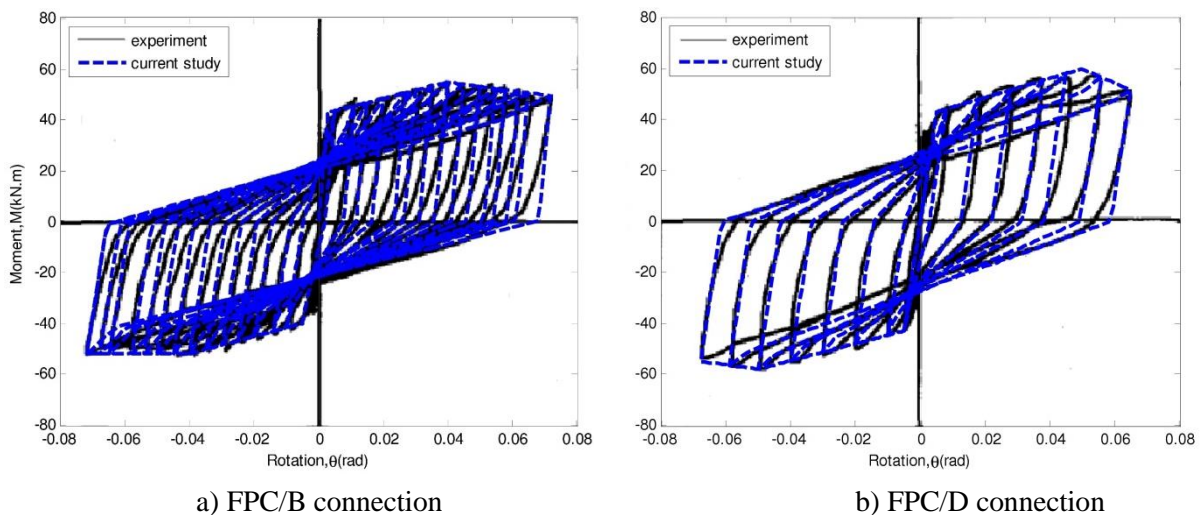 80
60
40
20
0
-20
-40
-60
-80
Moment,M(kN.m)
experiment
current study
-0.08 -0.06 -0.04 -0.02 0 0.02 0.04 0.06 0.08
Rotation,θ(rad)
a) FPC/B connection
80
60
40
20
0
-20
-40
-60
-80
experiment
current study
-0.08 -0.06 -0.04 -0.02 0 0.02 0.04 0.06 0.08
Rotation,θ(rad)
b) FPC/D connection